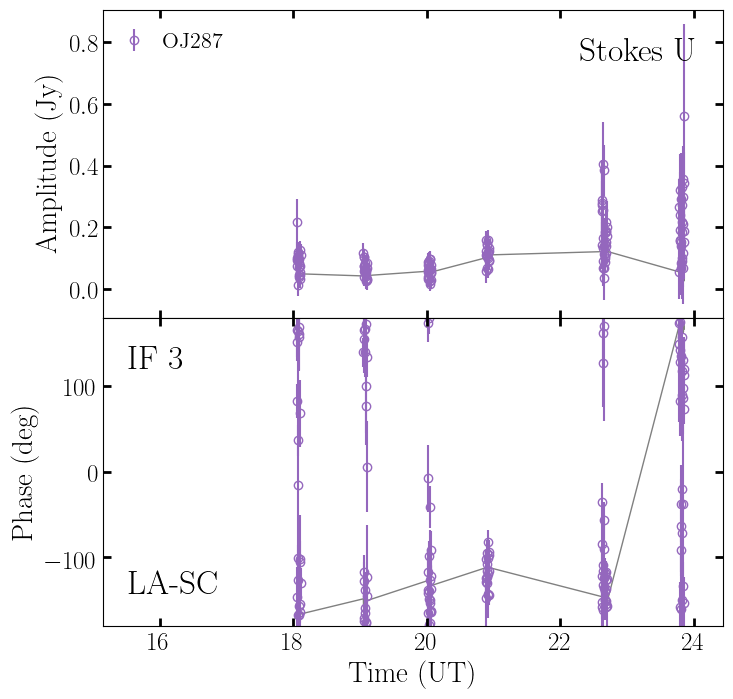 OJ287
Stokes U
0.8
0.6
0.4
0.2
0.0
Amplitude (Jy)
IF 3
100
0
−100
Phase (deg)
LA-SC
16 18 20 22 24
Time (UT)